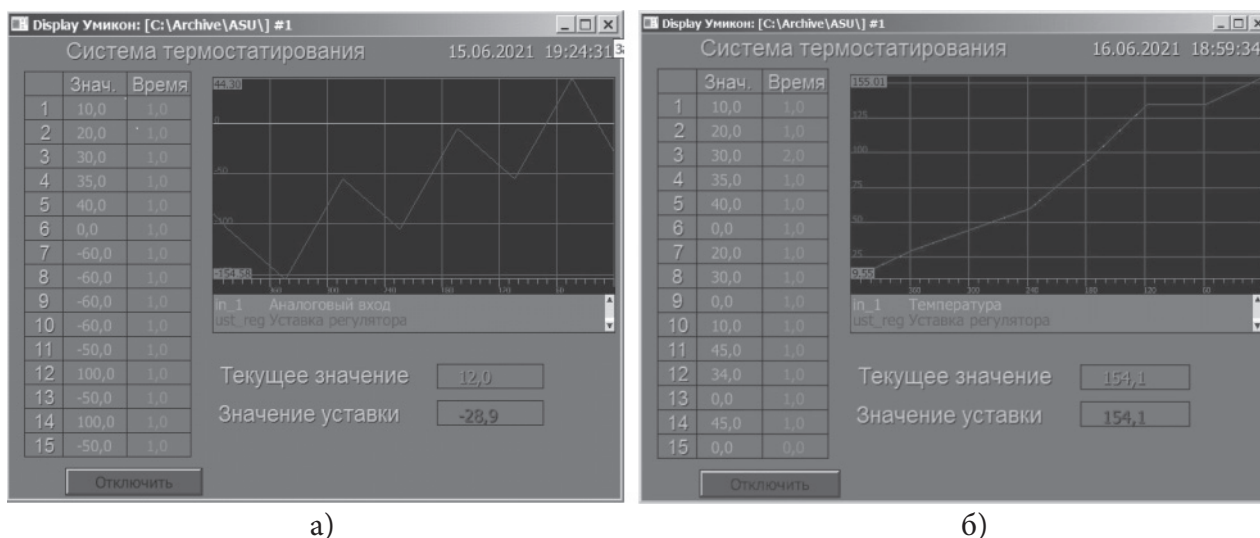 Display Умикон: [C:\Archive\ASU\] #1
Система термостатирования 15.06.2021 19:24:31
Знач. Время
1 10,0 1,0
2 20,0 1,0
3 30,0 1,0
4 35,0 1,0
5 40,0 1,0
6 0,0 1,0
7 -60,0 1,0
8 -60,0 1,0
9 -60,0 1,0
10 -60,0 1,0
11 -50,0 1,0
12 100,0 1,0
13 -50,0 1,0
14 100,0 1,0
15 -50,0 1,0
44.30
0
-50
-100
-154.58
in_1 Аналоговый вход
ust_reg Уставка регулятора
Текущее значение 12,0
Значение уставки -28,9
Отключить
а)
Display Умикон: [C:\Archive\ASU\] #1
Система термостатирования 16.06.2021 18:59:34
Знач. Время
1 10,0 1,0
2 20,0 1,0
3 30,0 2,0
4 35,0 1,0
5 40,0 1,0
6 0,0 1,0
7 20,0 1,0
8 30,0 1,0
9 0,0 1,0
10 10,0 1,0
11 45,0 1,0
12 34,0 1,0
13 0,0 1,0
14 45,0 1,0
15 0,0 0,0
155.01
125
100
75
50
25
9.55
300 240 180 120 60
in_1 Температура
ust_reg Уставка регулятора
Текущее значение 154,1
Значение уставки 154,1
Отключить
б)